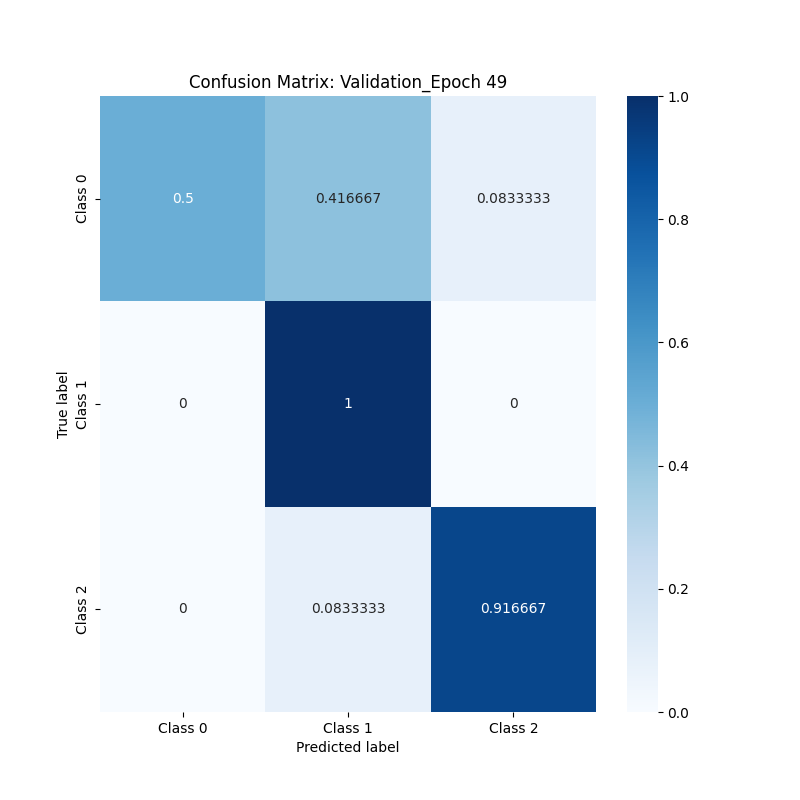 Confusion Matrix: Validation_Epoch 49
True label
Class 0
0.5
0.416667
0.0833333
Class 1
0
1
0
Class 2
0
0.0833333
0.916667
Class 0
Class 1
Class 2
Predicted label
1.0
0.8
0.6
0.4
0.2
0.0